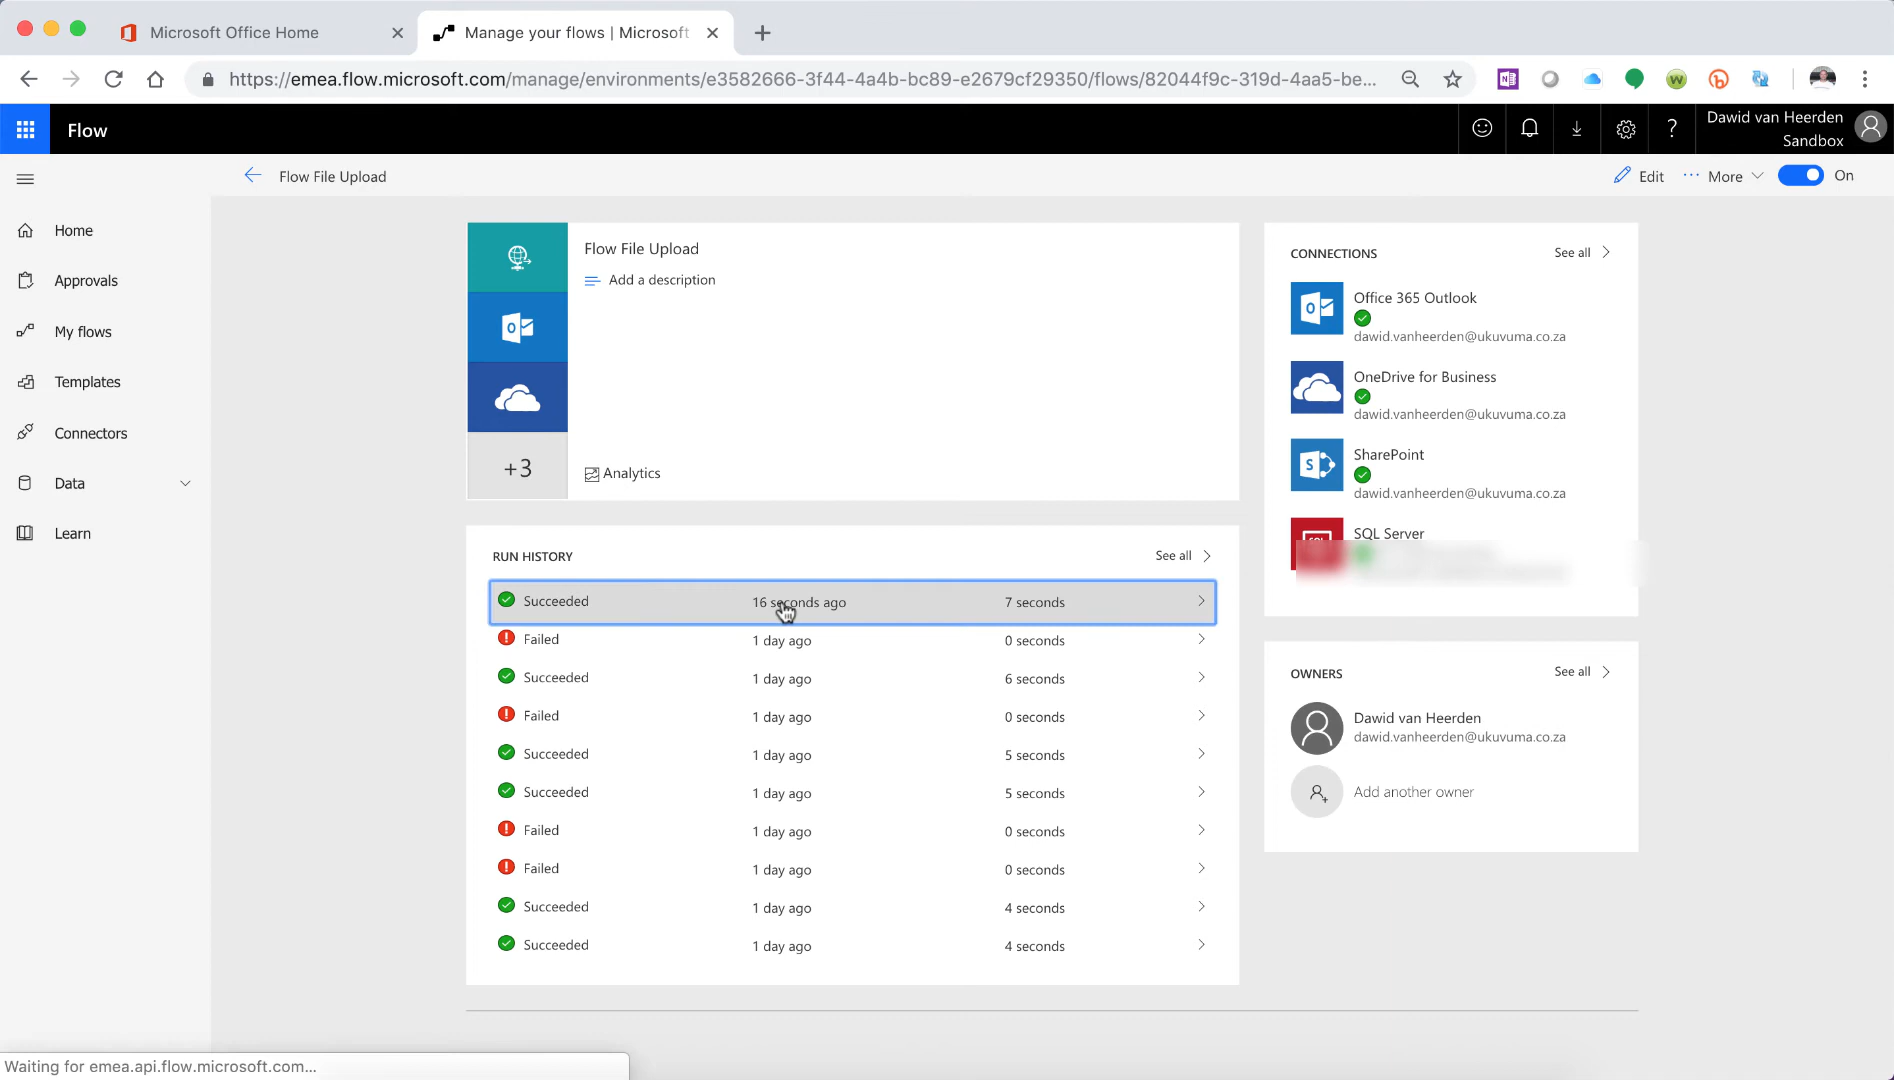 Microsoft Office Home
Manage your flows | Microsoft
https://emea.flow.microsoft.com/manage/environments/e3582666-3f44-4a4b-bc89-e2679cf29350/flows/82044f9c-319d-4aa5-be...
Flow
Dawid van Heerden
Sandbox
Flow File Upload
Edit
More
On
Home
Approvals
My flows
Templates
Connectors
Data
Learn
Flow File Upload
Add a description
+3
Analytics
RUN HISTORY
See all
Succeeded 16 seconds ago 7 seconds
Failed 1 day ago 0 seconds
Succeeded 1 day ago 6 seconds
Failed 1 day ago 0 seconds
Succeeded 1 day ago 5 seconds
Succeeded 1 day ago 5 seconds
Failed 1 day ago 0 seconds
Failed 1 day ago 0 seconds
Succeeded 1 day ago 4 seconds
Succeeded 1 day ago 4 seconds
CONNECTIONS
See all
Office 365 Outlook
dawid.vanheerden@ukuvuma.co.za
OneDrive for Business
dawid.vanheerden@ukuvuma.co.za
SharePoint
dawid.vanheerden@ukuvuma.co.za
SQL Server
OWNERS
See all
Dawid van Heerden
dawid.vanheerden@ukuvuma.co.za
Add another owner
Waiting for emea.api.flow.microsoft.com...